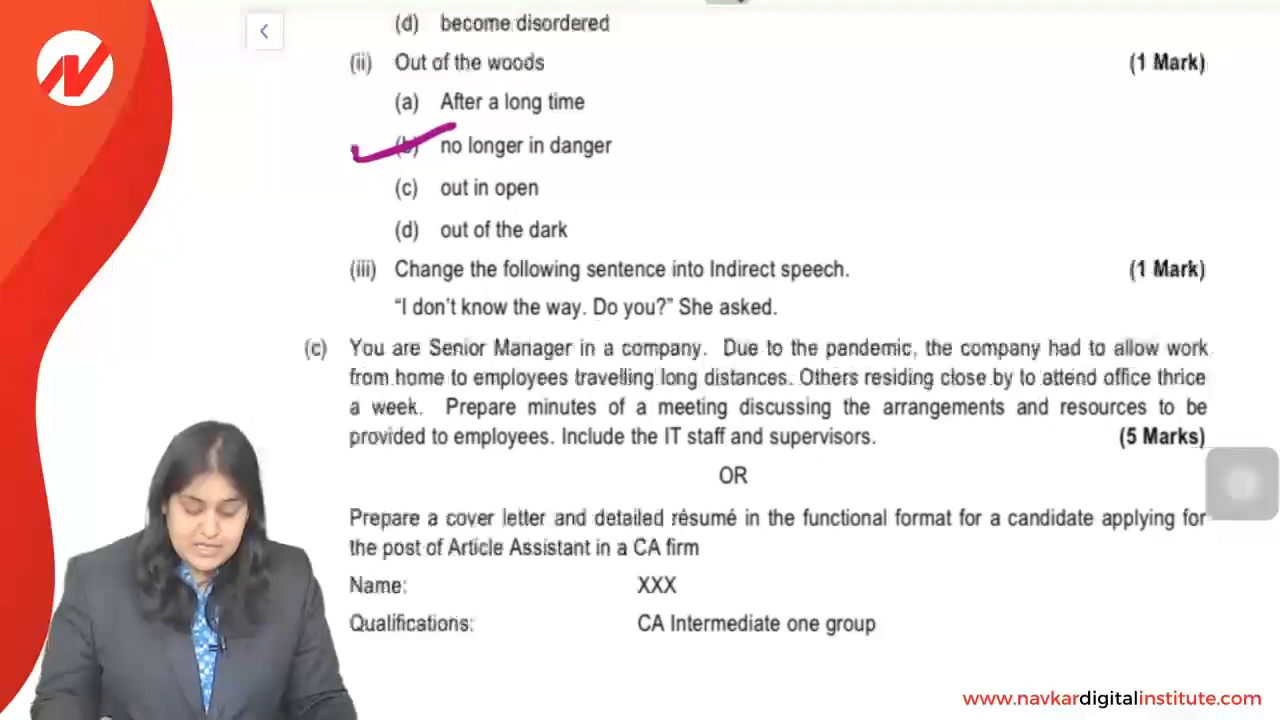 (d) become disordered
(ii) Out of the woods (1 Mark)
(a) After a long time
(b) no longer in danger
(c) out in open
(d) out of the dark
(iii) Change the following sentence into Indirect speech. (1 Mark)
“I don’t know the way. Do you?” She asked.
(c) You are Senior Manager in a company. Due to the pandemic, the company had to allow work
from home to employees travelling long distances. Others residing close by to attend office thrice
a week. Prepare minutes of a meeting discussing the arrangements and resources to be
provided to employees. Include the IT staff and supervisors. (5 Marks)
OR
Prepare a cover letter and detailed résumé in the functional format for a candidate applying for
the post of Article Assistant in a CA firm
Name: XXX
Qualifications: CA Intermediate one group
www.navkardigitalinstitute.com